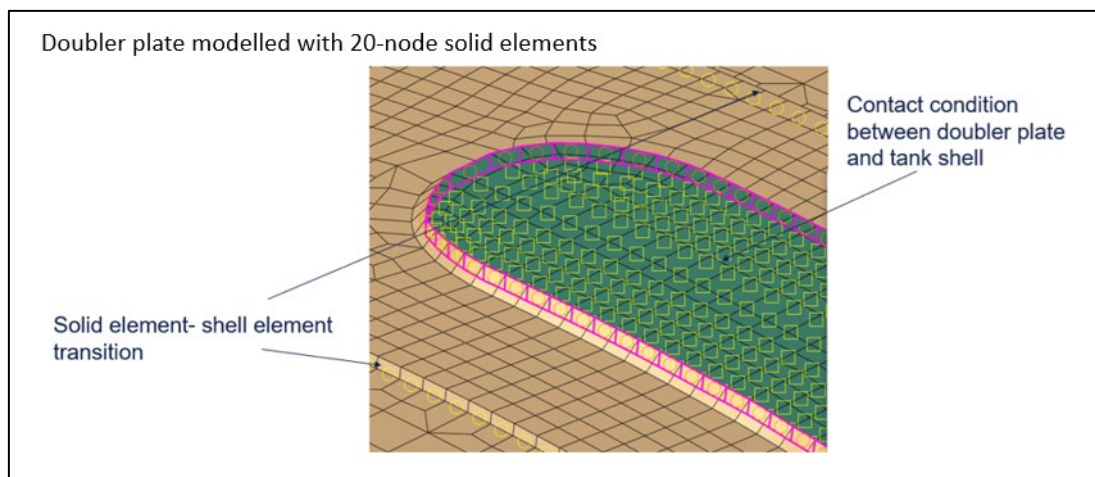 Doubler plate modelled with 20-node solid elements
Contact condition
between doubler plate
and tank shell
Solid element- shell element
transition